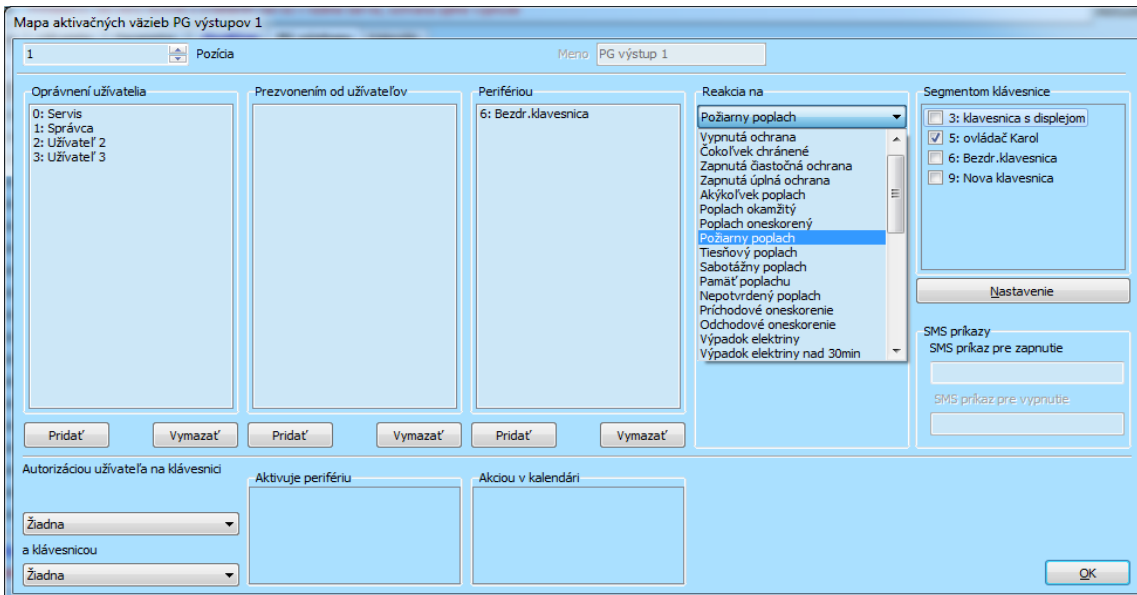 Mapa aktivačných väzieb PG výstupov 1
1 Pozícia
Meno PG výstup 1
Oprávnení užívatelia
0: Servis
1: Správca
2: Užívateľ 2
3: Užívateľ 3
Pridať Vymazať
Prezvonením od užívateľov
Pridať Vymazať
Perifériou
6: Bezdr.klavesnica
Pridať Vymazať
Reakcia na
Požiarny poplach
Vypnutá ochrana
Čokoľvek chránené
Zapnutá čiastočná ochrana
Zapnutá úplná ochrana
Akýkoľvek poplach
Poplach okamžitý
Poplach oneskorený
Požiarny poplach
Tiesňový poplach
Sabotážny poplach
Pamäť poplachu
Nepotvrdený poplach
Príchodové oneskorenie
Odchodové oneskorenie
Výpadok elektriny
Výpadok elektriny nad 30min
Segmentom klávesnice
3: klavesnica s displejom
5: ovládač Karol
6: Bezdr.klavesnica
9: Nova klavesnica
Nastavenie
SMS príkazy
SMS príkaz pre zapnutie
SMS príkaz pre vypnutie
Autorizáciou užívateľa na klávesnici
Žiadna
a klávesnicou
Žiadna
Aktivuje perifériu
Akciou v kalendári
OK